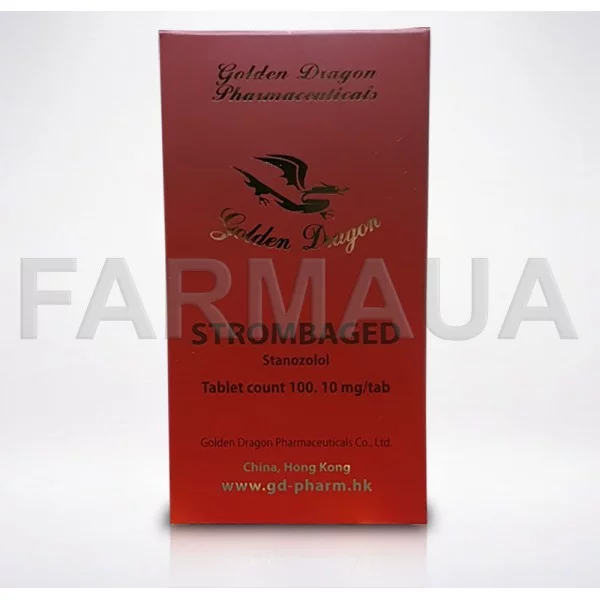 Golden Dragon
Pharmaceuticals
Golden Dragon
FARMAUA
STROMBAGED
Stanozolol
Tablet count 100. 10 mg/tab
Golden Dragon Pharmaceuticals Co., Ltd.
China, Hong Kong
www.gd-pharm.hk